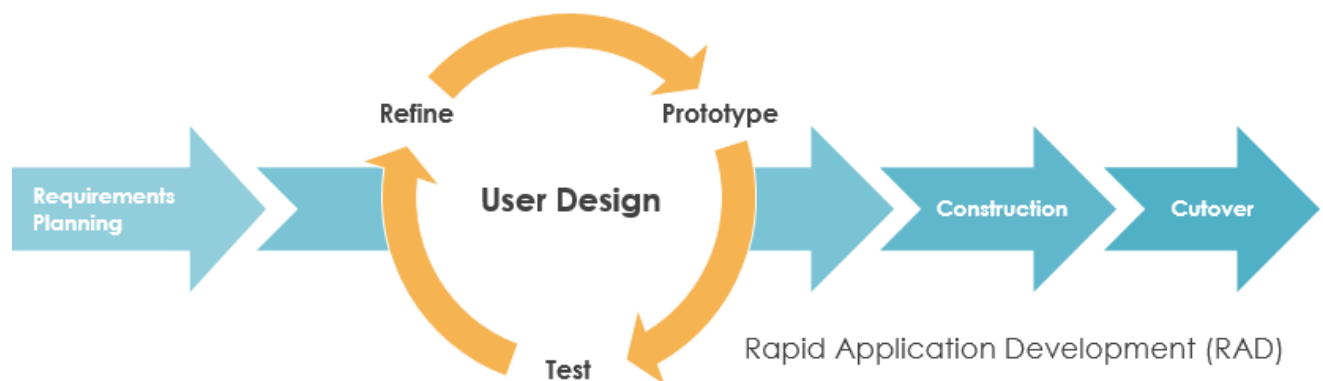 Refine
Prototype
Requirements
Planning
User Design
Construction
Cutover
Test
Rapid Application Development (RAD)